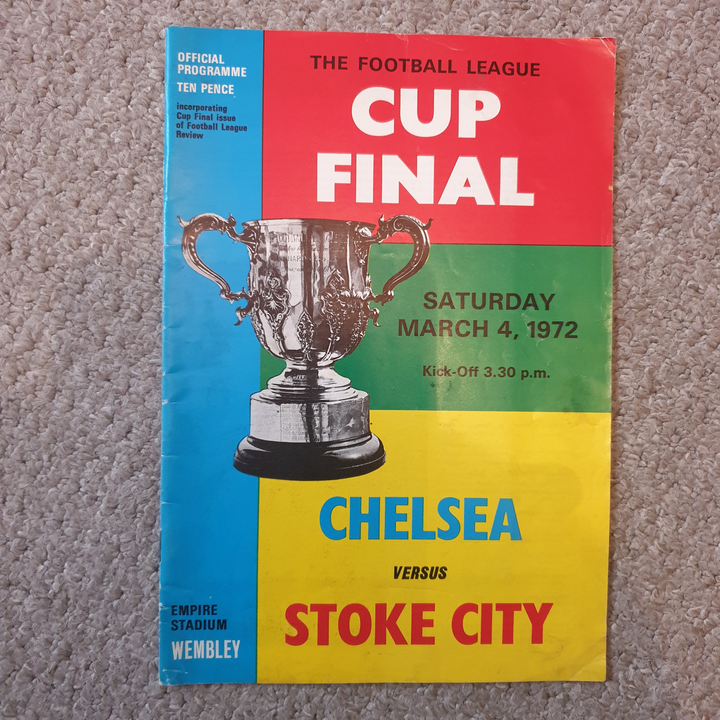 OFFICIAL
PROGRAMME
TEN PENCE
incorporating
Cup Final issue
of Football League
Review
THE FOOTBALL LEAGUE
CUP
FINAL
SATURDAY
MARCH 4, 1972
Kick-Off 3.30 p.m.
CHELSEA
VERSUS
STOKE CITY
EMPIRE
STADIUM
WEMBLEY